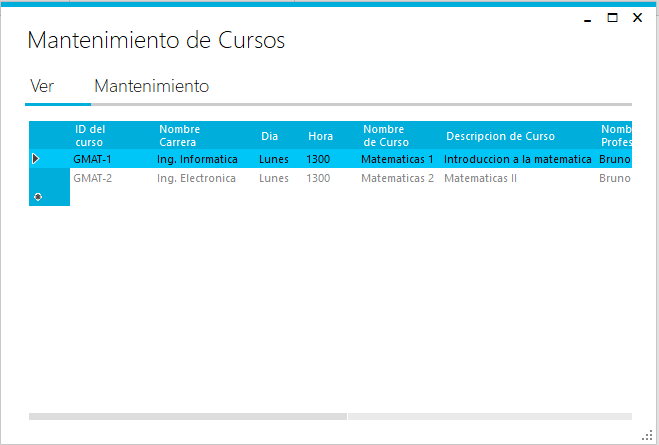 Mantenimiento de Cursos
Ver Mantenimiento
ID del curso Nombre Carrera Dia Hora Nombre de Curso Descripcion de Curso Nomb Profes
GMAT-1 Ing. Informatica Lunes 1300 Matematicas 1 Introduccion a la matematica Bruno
GMAT-2 Ing. Electronica Lunes 1300 Matematicas 2 Matematicas II Bruno